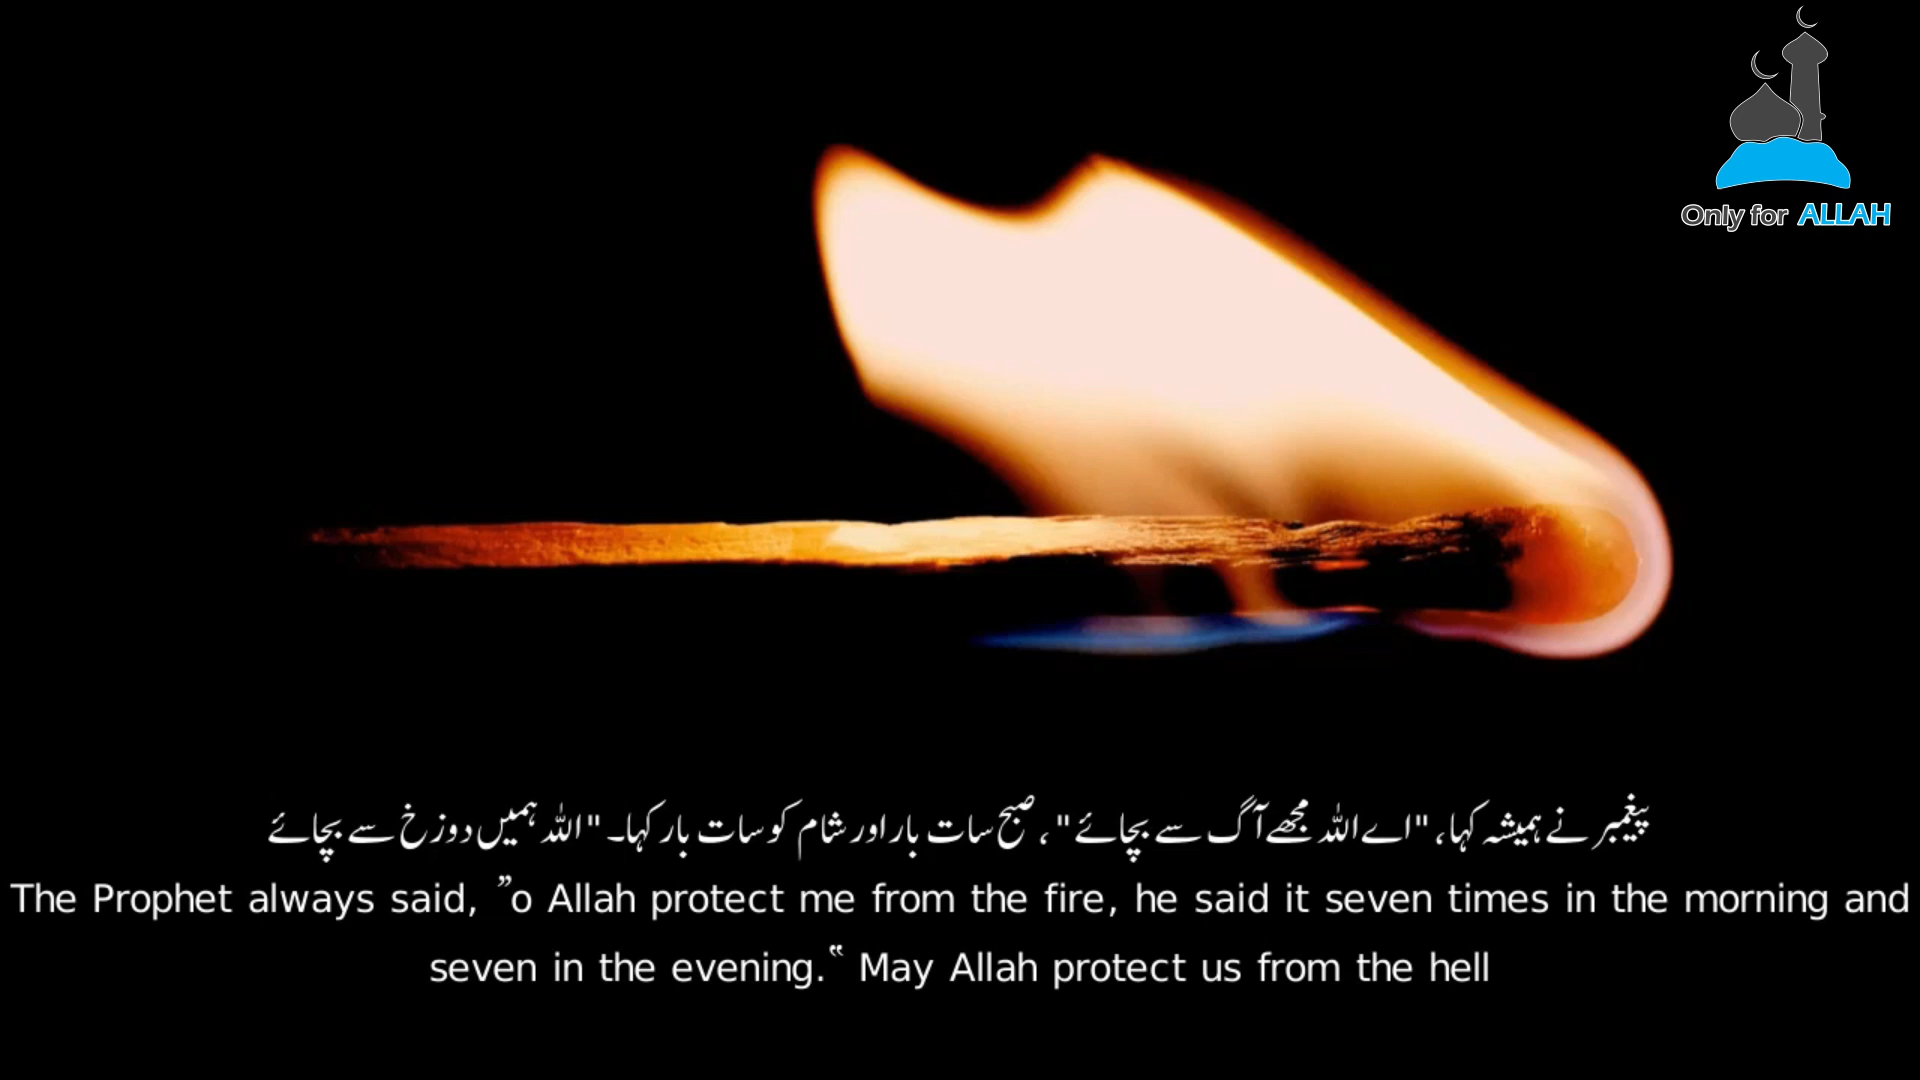 Only for ALLAH
پیغمبر نے ہمیشہ کہا، "اے اللہ مجھے آگ سے بچائے"، صبح سات بار اور شام کو سات بار کہا۔ "اللہ ہمیں دوزخ سے بچائے
The Prophet always said, ”o Allah protect me from the fire, he said it seven times in the morning and
seven in the evening.‟ May Allah protect us from the hell